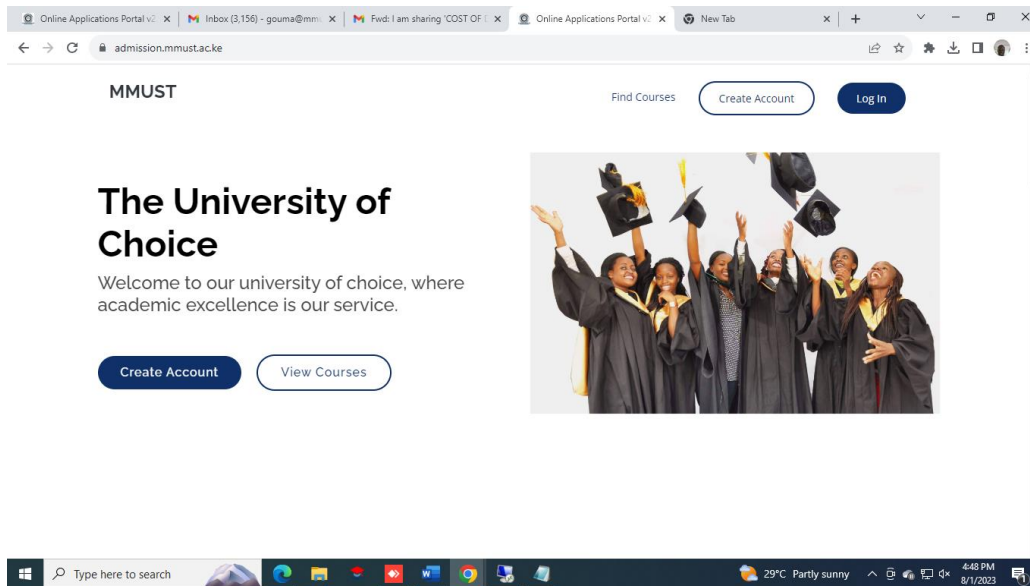 Online Applications Portal v2
Inbox (3,156) - gouma@mm
Fwd: I am sharing 'COST OF
Online Applications Portal v2
New Tab
admission.mmust.ac.ke
MMUST
Find Courses
Create Account
Log In
The University of
Choice
Welcome to our university of choice, where
academic excellence is our service.
Create Account
View Courses
Type here to search
29°C Partly sunny
4:48 PM
8/1/2023